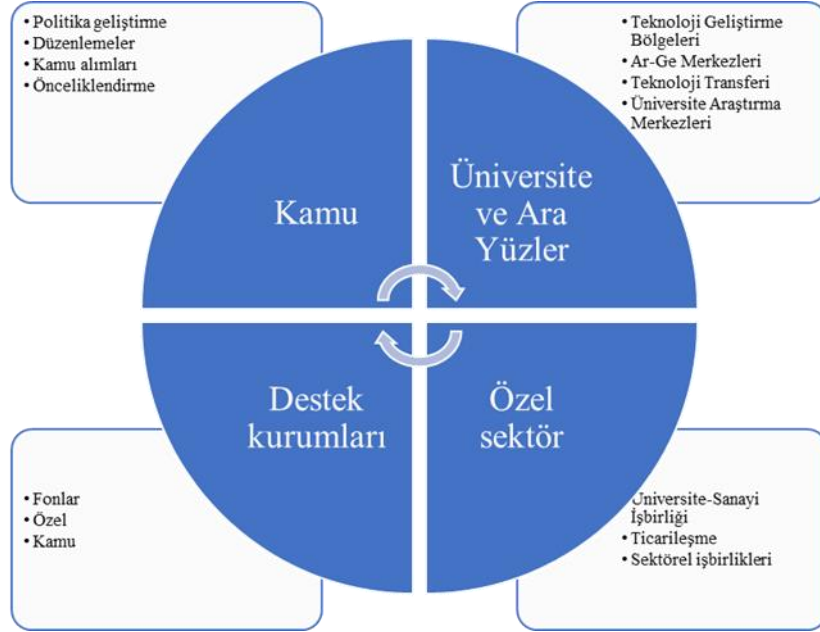 • Politika geliştirme
• Düzenlemeler
• Kamu alımları
• Önceliklendirme
• Teknoloji Geliştirme
Bölgeleri
• Ar-Ge Merkezleri
• Teknoloji Transferi
• Üniversite Araştırma
Merkezleri
Kamu
Üniversite
ve Ara
Yüzler
Destek
kurumları
Özel
sektör
• Fonlar
• Özel
• Kamu
Üniversite-Sanayi
İşbirliği
• Ticarileşme
• Sektörel işbirlikleri